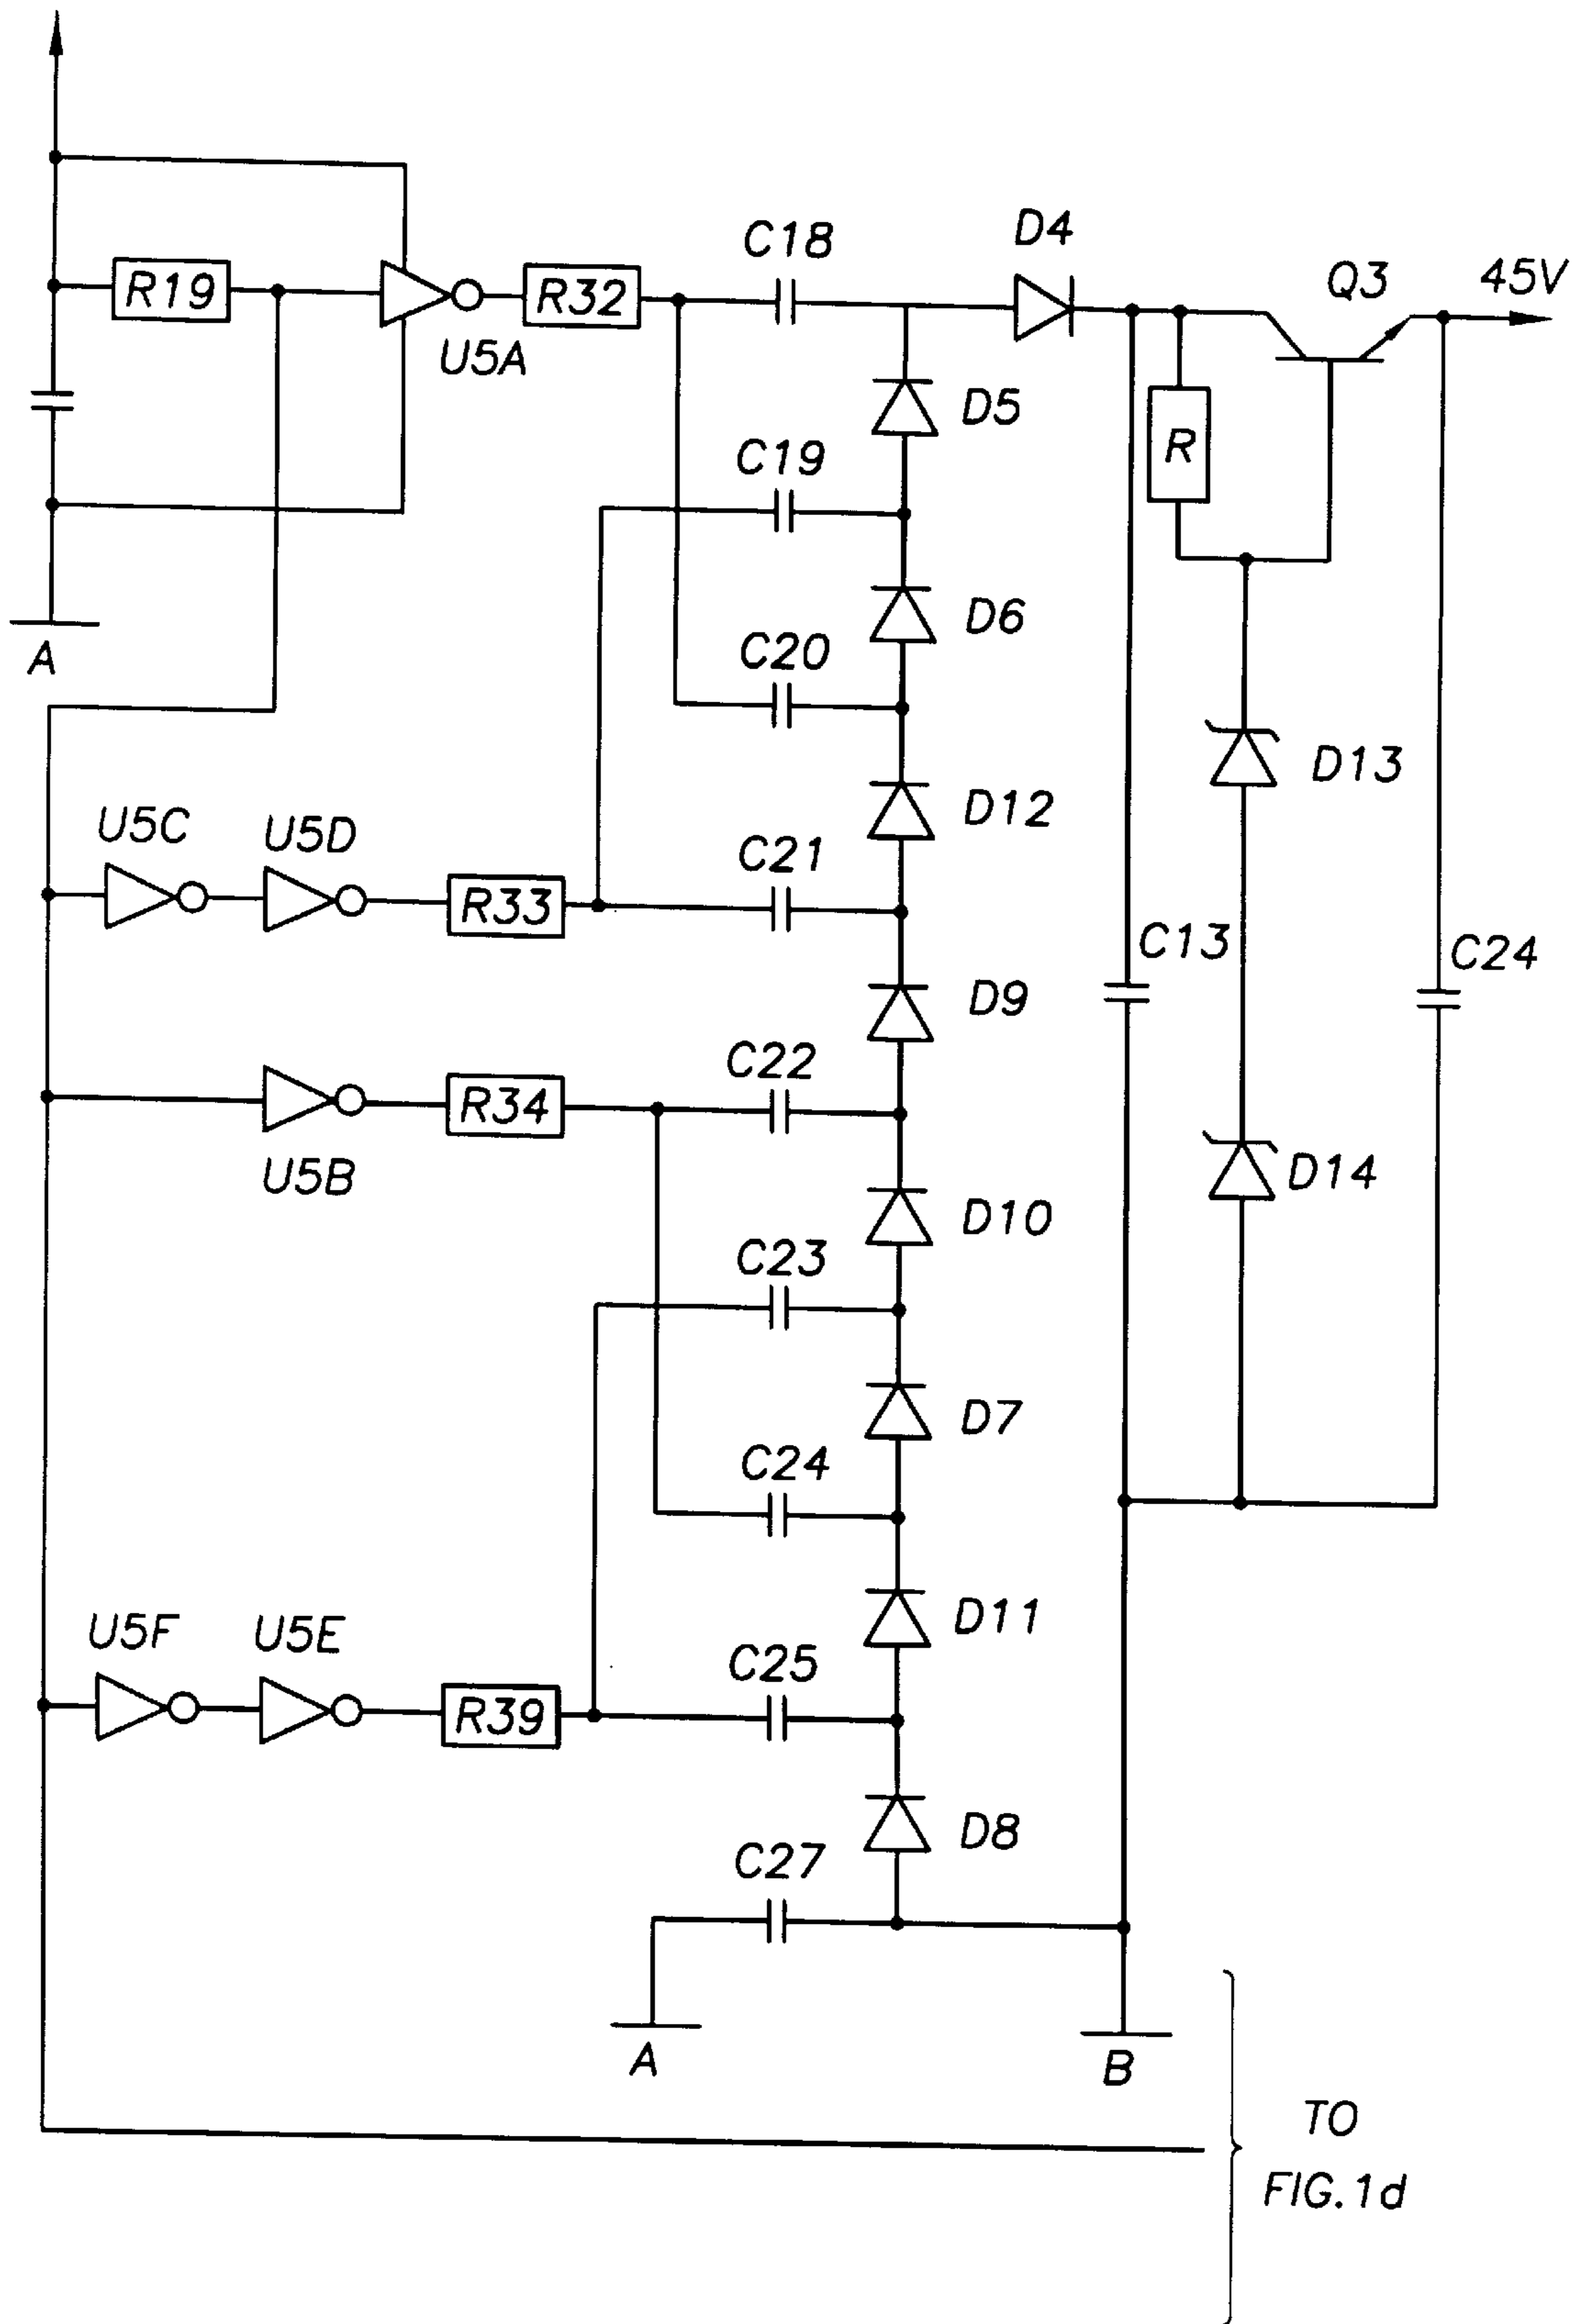 C18
D4
Q3
45V
R19
R32
U5A
D5
C19
R
D6
C20
A
D13
D12
U5C
U5D
C21
R33
C13
C24
D9
C22
R34
U5B
D14
D10
C23
D7
C24
U5F
U5E
D11
C25
R39
D8
C27
A
B
TO
FIG.1d